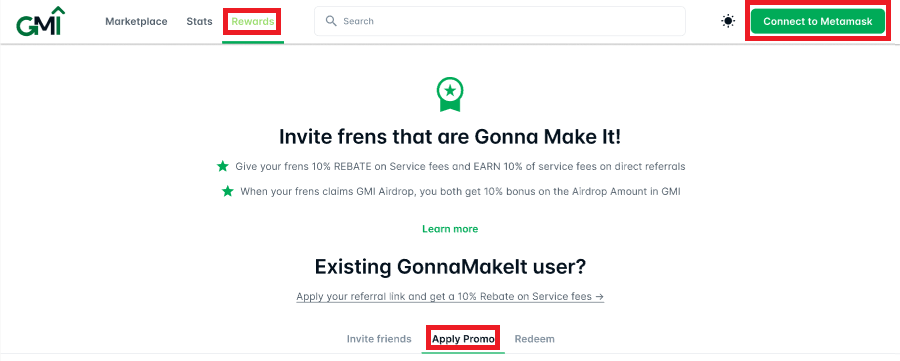 GMI Marketplace Stats Rewards Search Connect to Metamask
Invite frens that are Gonna Make It!
Give your frens 10% REBATE on Service fees and EARN 10% of service fees on direct referrals
When your frens claims GMI Airdrop, you both get 10% bonus on the Airdrop Amount in GMI
Learn more
Existing GonnaMakeIt user?
Apply your referral link and get a 10% Rebate on Service fees →
Invite friends Apply Promo Redeem